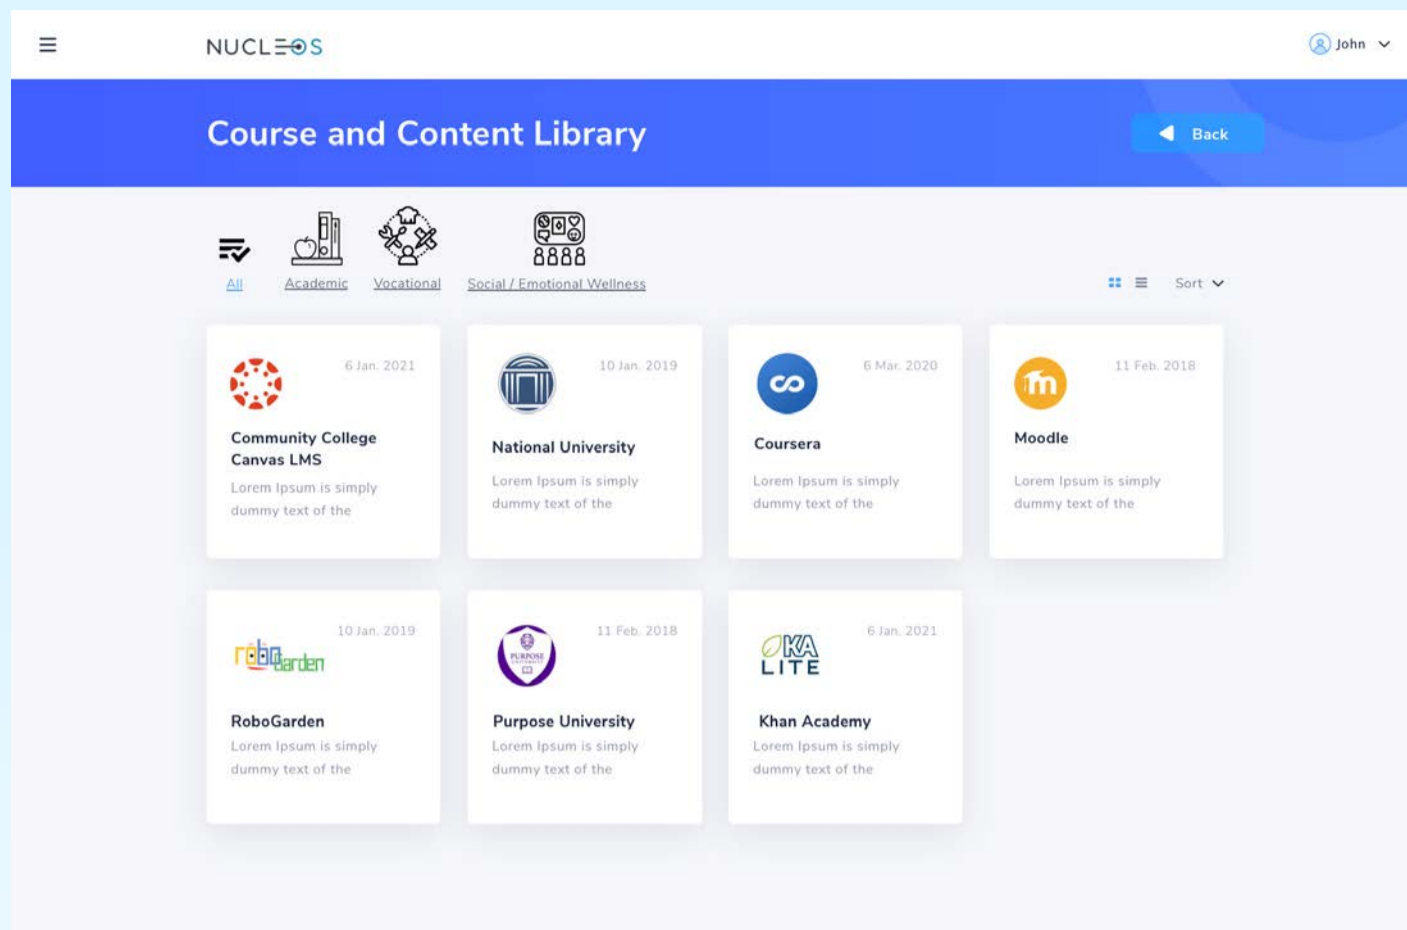 NUCLEOS
John
Course and Content Library
Back
All
Academic
Vocational
Social / Emotional Wellness
Sort
6 Jan. 2021
Community College
Canvas LMS
Lorem Ipsum is simply
dummy text of the
10 Jan. 2019
National University
Lorem Ipsum is simply
dummy text of the
6 Mar. 2020
Coursera
Lorem Ipsum is simply
dummy text of the
11 Feb. 2018
m
Moodle
Lorem Ipsum is simply
dummy text of the
10 Jan. 2019
roboGarden
RoboGarden
Lorem Ipsum is simply
dummy text of the
11 Feb. 2018
PURPOSE
UNIVERSITY
Purpose University
Lorem Ipsum is simply
dummy text of the
6 Jan. 2021
KA
LITE
Khan Academy
Lorem Ipsum is simply
dummy text of the